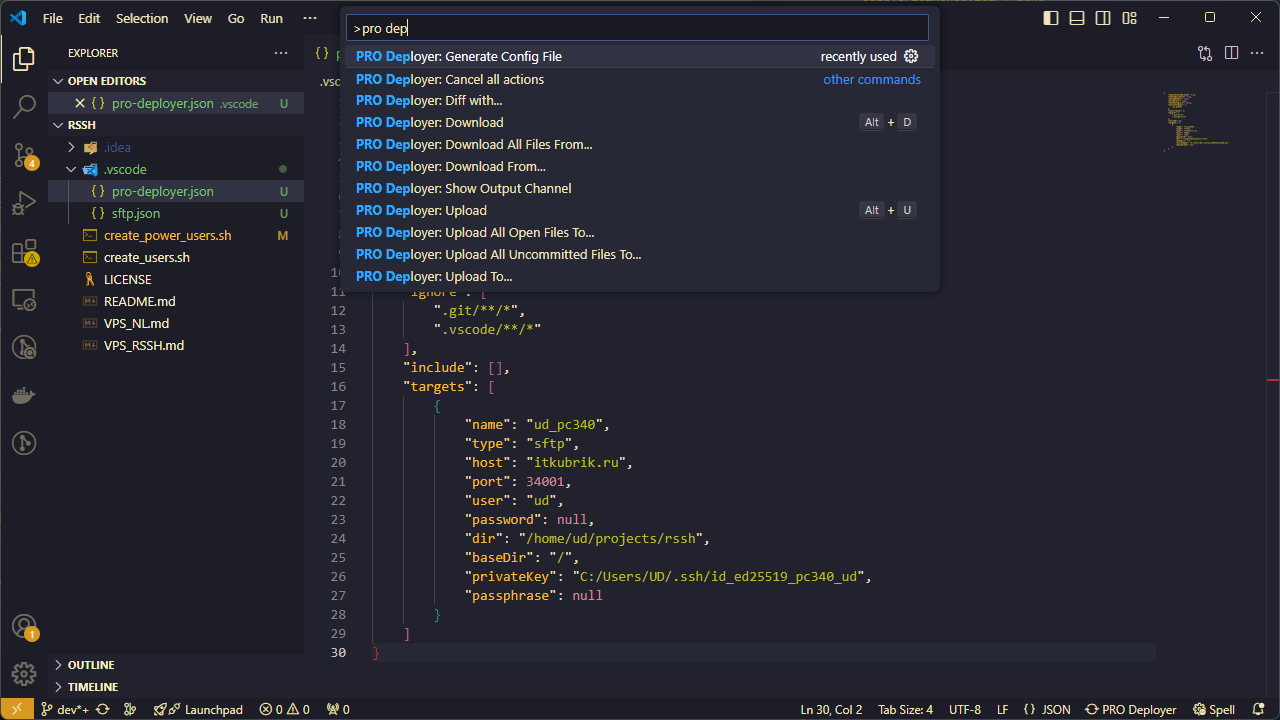 File Edit Selection View Go Run ···
>pro dep
EXPLORER
OPEN EDITORS
pro-deployer.json .vscode U
RSSH
.idea
.vscode
pro-deployer.json U
sftp.json U
create_power_users.sh M
create_users.sh
LICENSE
README.md
VPS_NL.md
VPS_RSSH.md
4
1
OUTLINE
TIMELINE
PRO Deployer: Generate Config File recently used
PRO Deployer: Cancel all actions other commands
PRO Deployer: Diff with...
PRO Deployer: Download Alt + D
PRO Deployer: Download All Files From...
PRO Deployer: Download From...
PRO Deployer: Show Output Channel
PRO Deployer: Upload Alt + U
PRO Deployer: Upload All Open Files To...
PRO Deployer: Upload All Uncommitted Files To...
PRO Deployer: Upload To...
{} p
.vsc
10
11 "ignore": [
12 ".git/**/*",
13 ".vscode/**/*"
14 ],
15 "include": [],
16 "targets": [
17 {
18 "name": "ud_pc340",
19 "type": "sftp",
20 "host": "itkubrik.ru",
21 "port": 34001,
22 "user": "ud",
23 "password": null,
24 "dir": "/home/ud/projects/rssh",
25 "baseDir": "/",
26 "privateKey": "C:/Users/UD/.ssh/id_ed25519_pc340_ud",
27 "passphrase": null
28 }
29 ]
30 }
dev*+ Launchpad 0 0 0 Ln 30, Col 2 Tab Size: 4 UTF-8 LF {} JSON PRO Deployer Spell